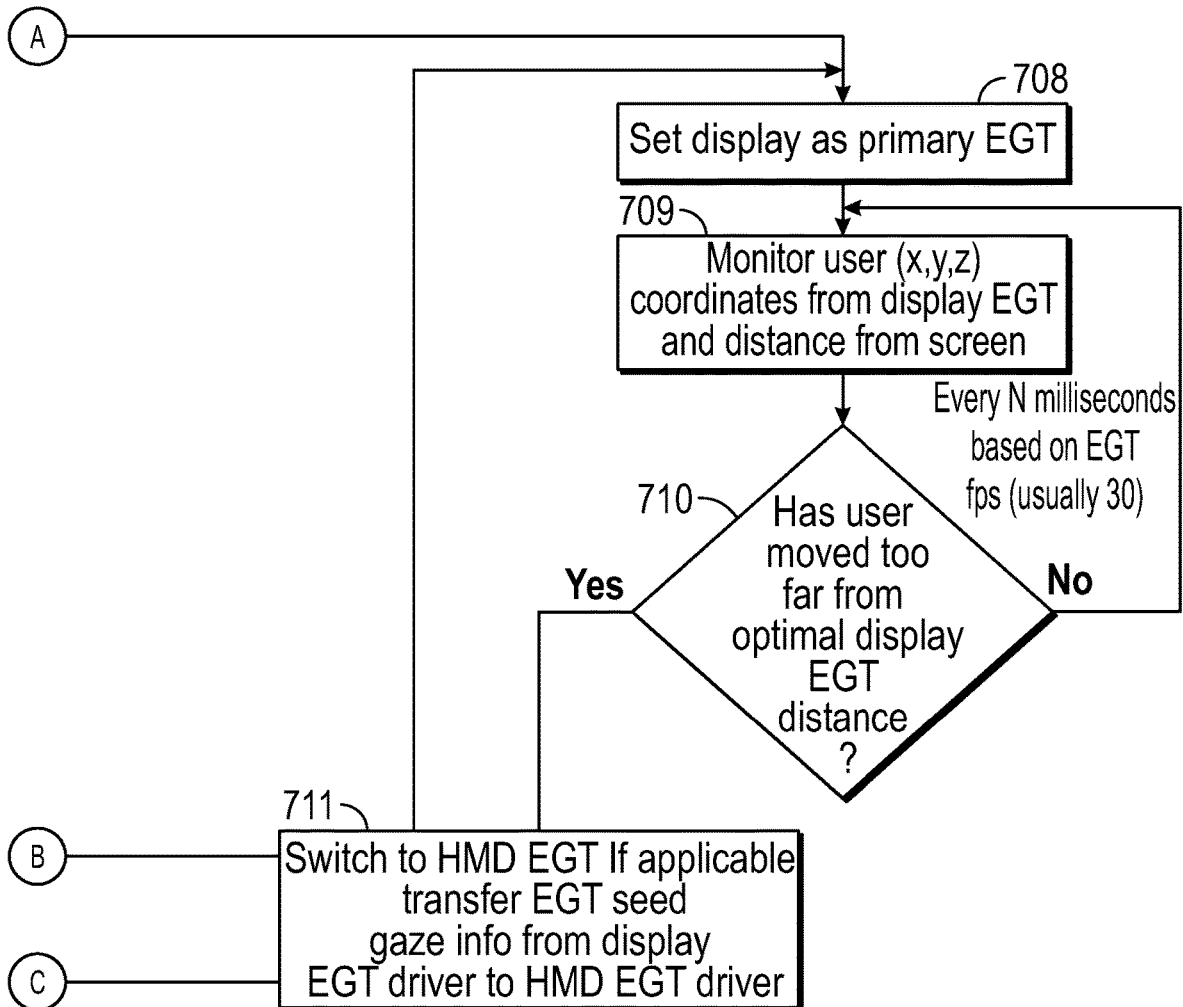 A
708
Set display as primary EGT
709
Monitor user (x,y,z)
coordinates from display EGT
and distance from screen
Every N milliseconds
based on EGT
fps (usually 30)
710
Has user
moved too
far from
optimal display
EGT
distance
?
Yes
No
711
B
Switch to HMD EGT If applicable
transfer EGT seed
gaze info from display
EGT driver to HMD EGT driver
C